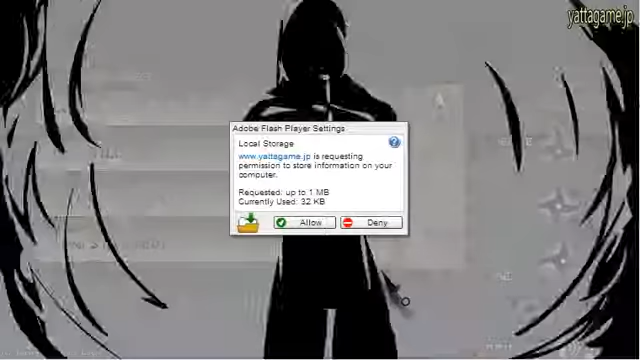 yattagame.jp
Adobe Flash Player Settings
Local Storage
www.yattagame.jp is requesting
permission to store information on your
computer.
Requested: up to 1 MB
Currently Used: 32 KB
Allow
Deny